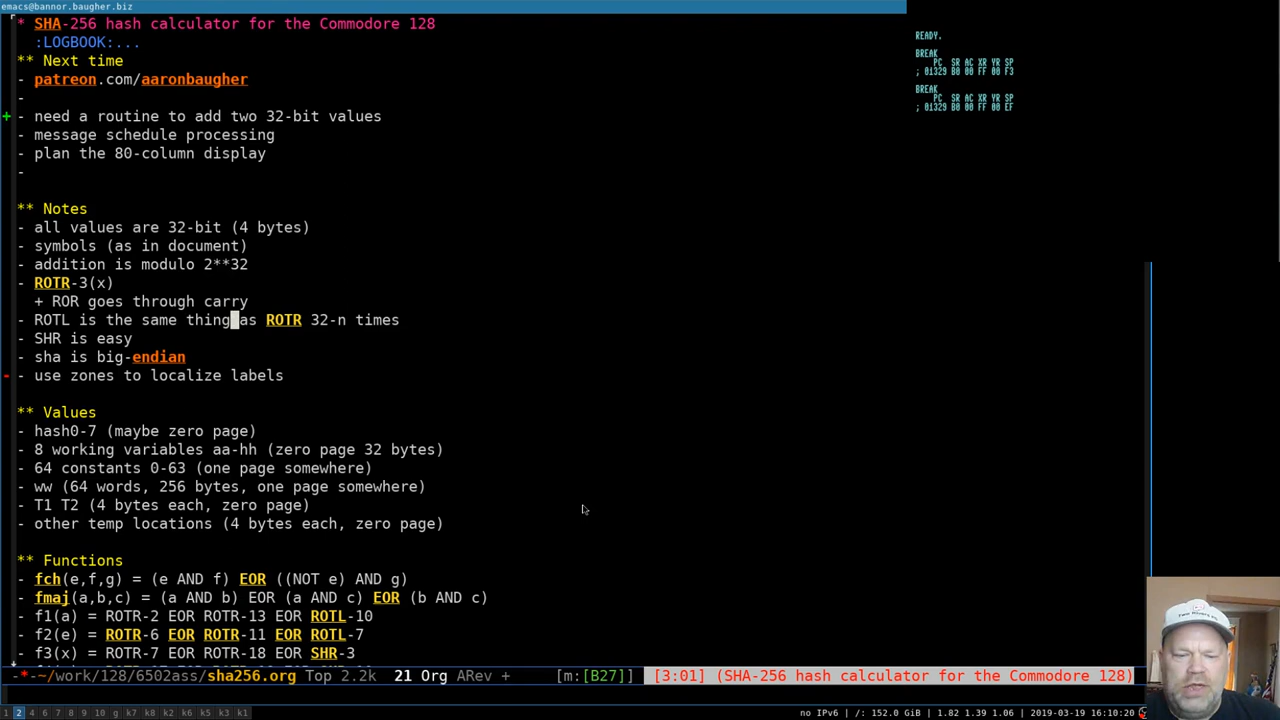 emacs@bannor.baugher.biz
* SHA-256 hash calculator for the Commodore 128
:LOGBOOK:...
** Next time
- patreon.com/aaronbaugher
-
+ - need a routine to add two 32-bit values
- message schedule processing
- plan the 80-column display
-
** Notes
- all values are 32-bit (4 bytes)
- symbols (as in document)
- addition is modulo 2**32
- ROTR-3(x)
+ ROR goes through carry
- ROTL is the same thing as ROTR 32-n times
- SHR is easy
- sha is big-endian
- - use zones to localize labels
** Values
- hash0-7 (maybe zero page)
- 8 working variables aa-hh (zero page 32 bytes)
- 64 constants 0-63 (one page somewhere)
- ww (64 words, 256 bytes, one page somewhere)
- T1 T2 (4 bytes each, zero page)
- other temp locations (4 bytes each, zero page)
** Functions
- fch(e,f,g) = (e AND f) EOR ((NOT e) AND g)
- fmaj(a,b,c) = (a AND b) EOR (a AND c) EOR (b AND c)
- f1(a) = ROTR-2 EOR ROTR-13 EOR ROTL-10
- f2(e) = ROTR-6 EOR ROTR-11 EOR ROTL-7
- f3(x) = ROTR-7 EOR ROTR-18 EOR SHR-3
-*-~/work/128/6502ass/sha256.org Top 2.2k 21 Org ARev + [m:[B27]] [3:01] (SHA-256 hash calculator for the Commodore 128)
1 2 3 4 5 6 7 8 9 10 g k7 k8 k2 k6 k5 k3 k1
no IPv6 | /: 152.0 GiB | 1.82 1.39 1.06 | 2019-03-19 16:10:20
READY.
BREAK
PC SR AC XR YR SP
; 01329 B0 00 FF 00 F3
BREAK
PC SR AC XR YR SP
; 01329 B0 00 FF 00 EF